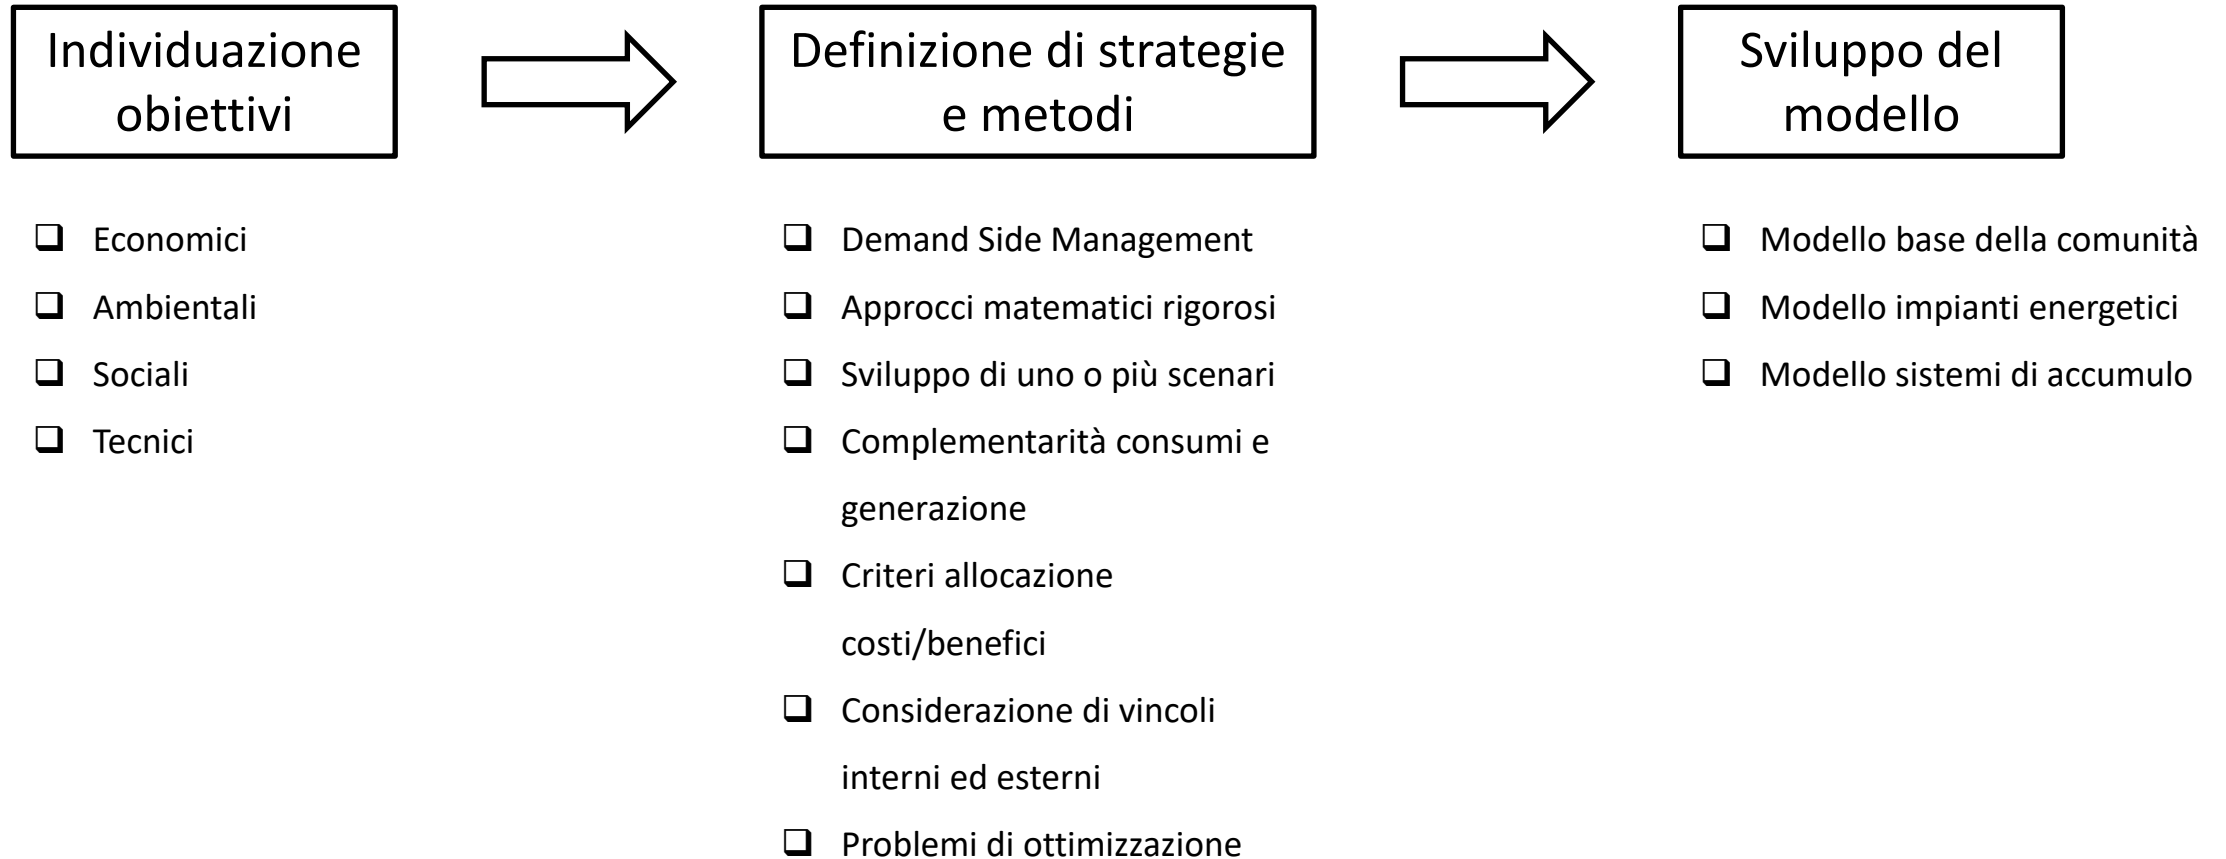 Individuazione
obiettivi
Economici
Ambientali
Sociali
Tecnici
Definizione di strategie
e metodi
Demand Side Management
Approcci matematici rigorosi
Sviluppo di uno o più scenari
Complementarità consumi e
generazione
Criteri allocazione
costi/benefici
Considerazione di vincoli
interni ed esterni
Problemi di ottimizzazione
Sviluppo del
modello
Modello base della comunità
Modello impianti energetici
Modello sistemi di accumulo